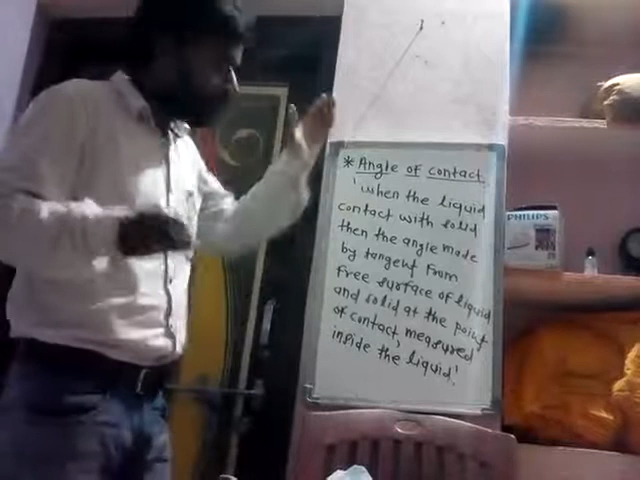 * Angle of contact.
'when the liquid
contact with solid
then the angle made
by tangent from
free surface of liquid
and solid at the point
of contact, measured
inside the liquid'.
PHILIPS